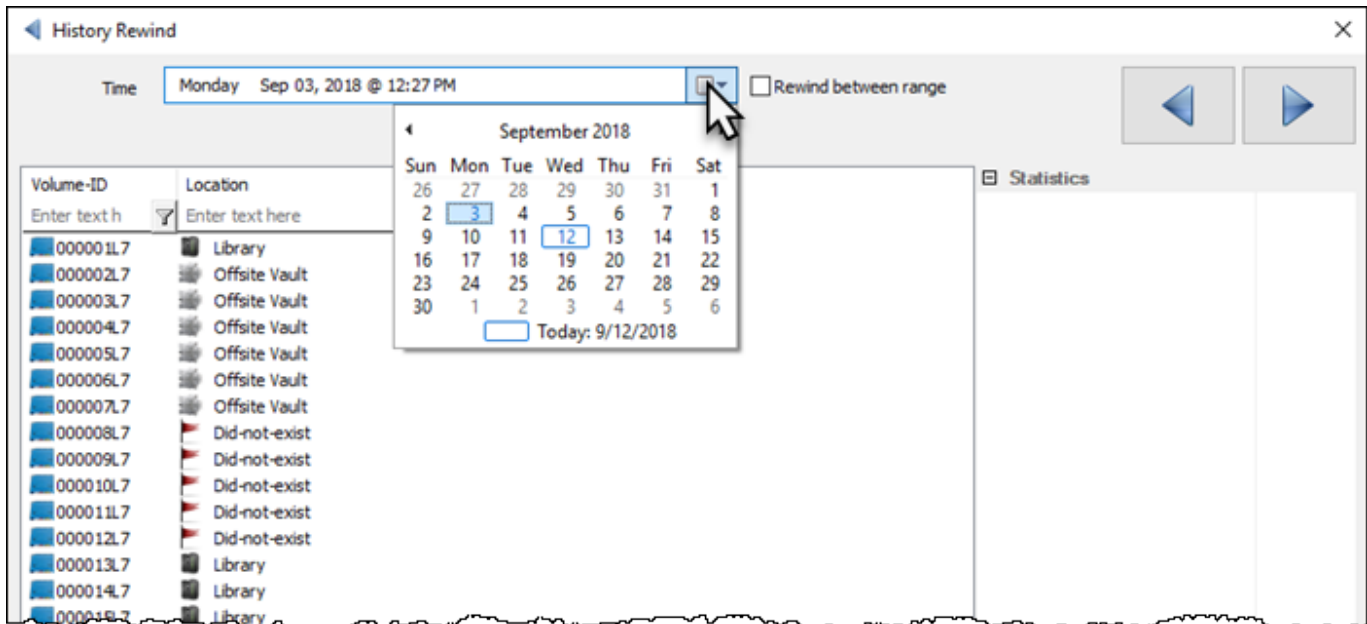 History Rewind
Time Monday Sep 03, 2018 @ 12:27 PM Rewind between range
September 2018
Sun Mon Tue Wed Thu Fri Sat
26 27 28 29 30 31 1
2 3 4 5 6 7 8
9 10 11 12 13 14 15
16 17 18 19 20 21 22
23 24 25 26 27 28 29
30 1 2 3 4 5 6
Today: 9/12/2018
Statistics
Volume-ID Location
Enter text h Enter text here
000001L7 Library
000002L7 Offsite Vault
000003L7 Offsite Vault
000004L7 Offsite Vault
000005L7 Offsite Vault
000006L7 Offsite Vault
000007L7 Offsite Vault
000008L7 Did-not-exist
000009L7 Did-not-exist
000010L7 Did-not-exist
000011L7 Did-not-exist
000012L7 Did-not-exist
000013L7 Library
000014L7 Library
000015L7 Library